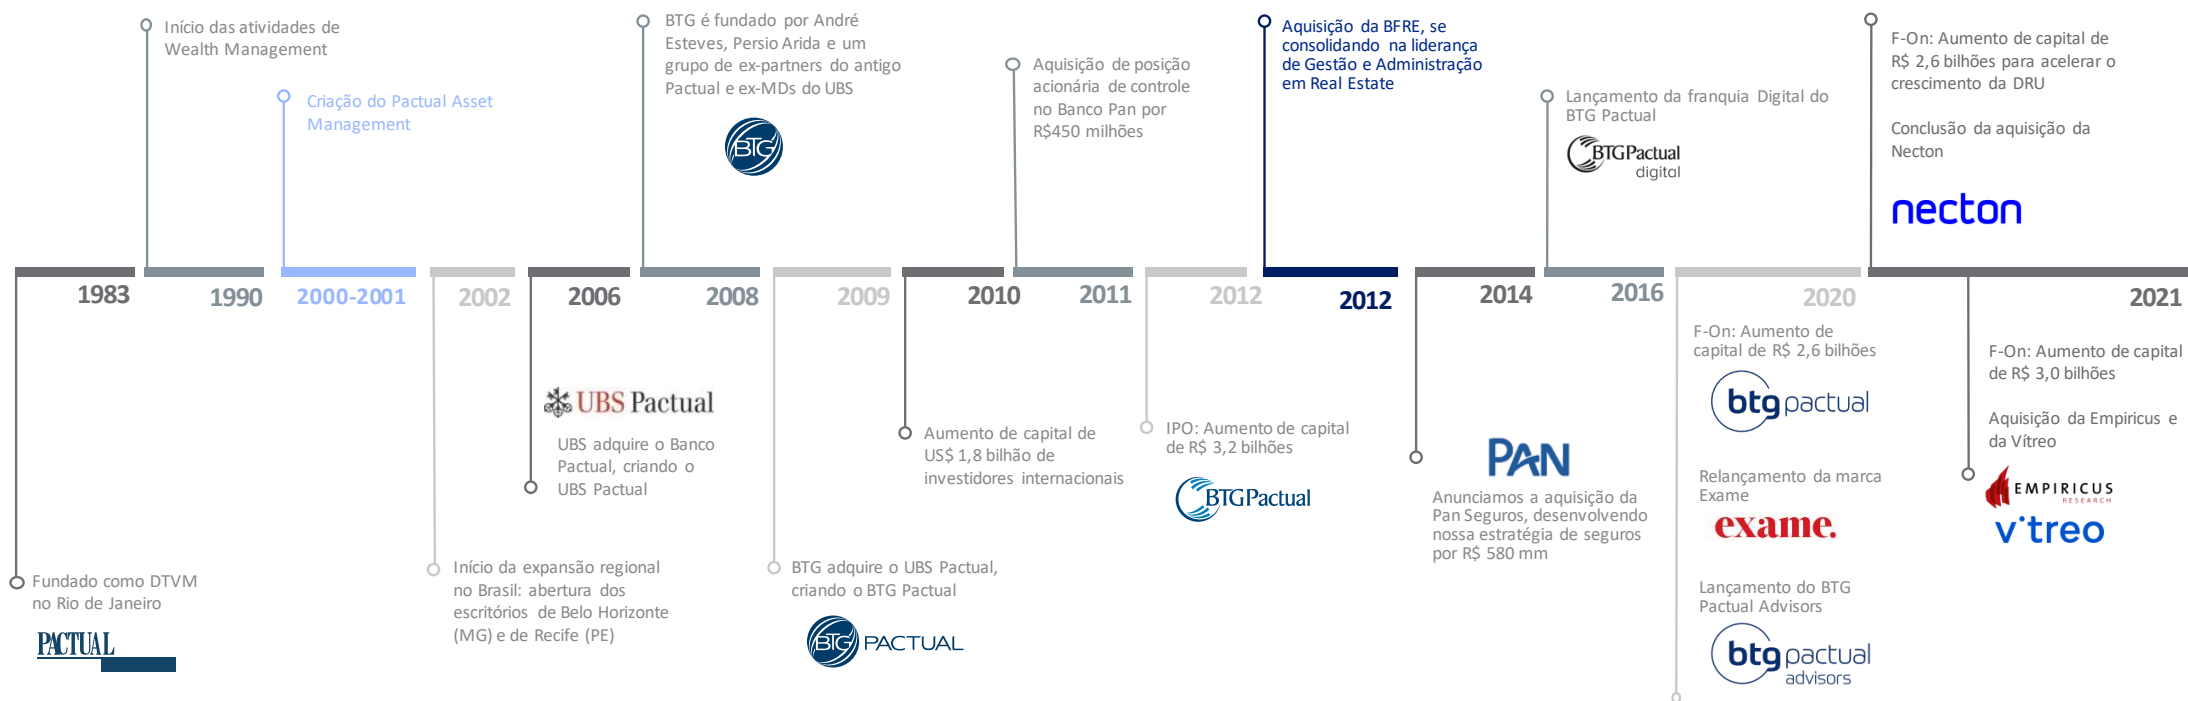 Início das atividades de
Wealth Management
Criação do Pactual Asset
Management
BTG é fundado por André
Esteves, Persio Arida e um
grupo de ex-partners do antigo
Pactual e ex-MDs do UBS
BTG
Aquisição de posição
acionária de controle
no Banco Pan por
R$450 milhões
Aquisição da BFRE, se
consolidando na liderança
de Gestão e Administração
em Real Estate
Lançamento da franquia Digital do
BTG Pactual
BTGPactual
digital
F-On: Aumento de capital de
R$ 2,6 bilhões para acelerar o
crescimento da DRU
Conclusão da aquisição da
Necton
necton
1983
1990
2000-2001
2002
2006
2008
2009
2010
2011
2012
2012
2014
2016
2020
2021
Fundado como DTVM
no Rio de Janeiro
PACTUAL
Início da expansão regional
no Brasil: abertura dos
escritórios de Belo Horizonte
(MG) e de Recife (PE)
UBS Pactual
UBS adquire o Banco
Pactual, criando o
UBS Pactual
BTG adquire o UBS Pactual,
criando o BTG Pactual
BTG PACTUAL
Aumento de capital de
US$ 1,8 bilhão de
investidores internacionais
IPO: Aumento de capital
de R$ 3,2 bilhões
BTGPactual
PAN
Anunciamos a aquisição da
Pan Seguros, desenvolvendo
nossa estratégia de seguros
por R$ 580 mm
F-On: Aumento de
capital de R$ 2,6 bilhões
btg pactual
Relançamento da marca
Exame
exame.
Lançamento do BTG
Pactual Advisors
btg pactual
advisors
F-On: Aumento de capital
de R$ 3,0 bilhões
Aquisição da Empiricus e
da Vítreo
EMPIRICUS
RESEARCH
vitreo